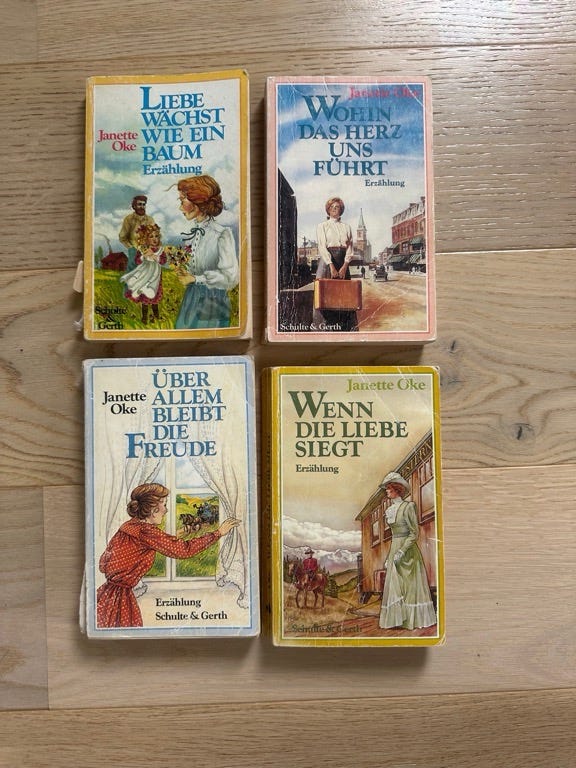 LIEBE
WÄCHST
WIE EIN
BAUM
Janette
Oke
Erzählung
Schulte
& Gerth
Janette Oke
WOHIN
DAS HERZ
UNS
FÜHRT
Erzählung
Schulte & Gerth
Janette
Oke
ÜBER
ALLEM
BLEIBT
DIE
FREUDE
Erzählung
Schulte & Gerth
Janette Oke
WENN
DIE LIEBE
SIEGT
Erzählung
Schulte & Gerth